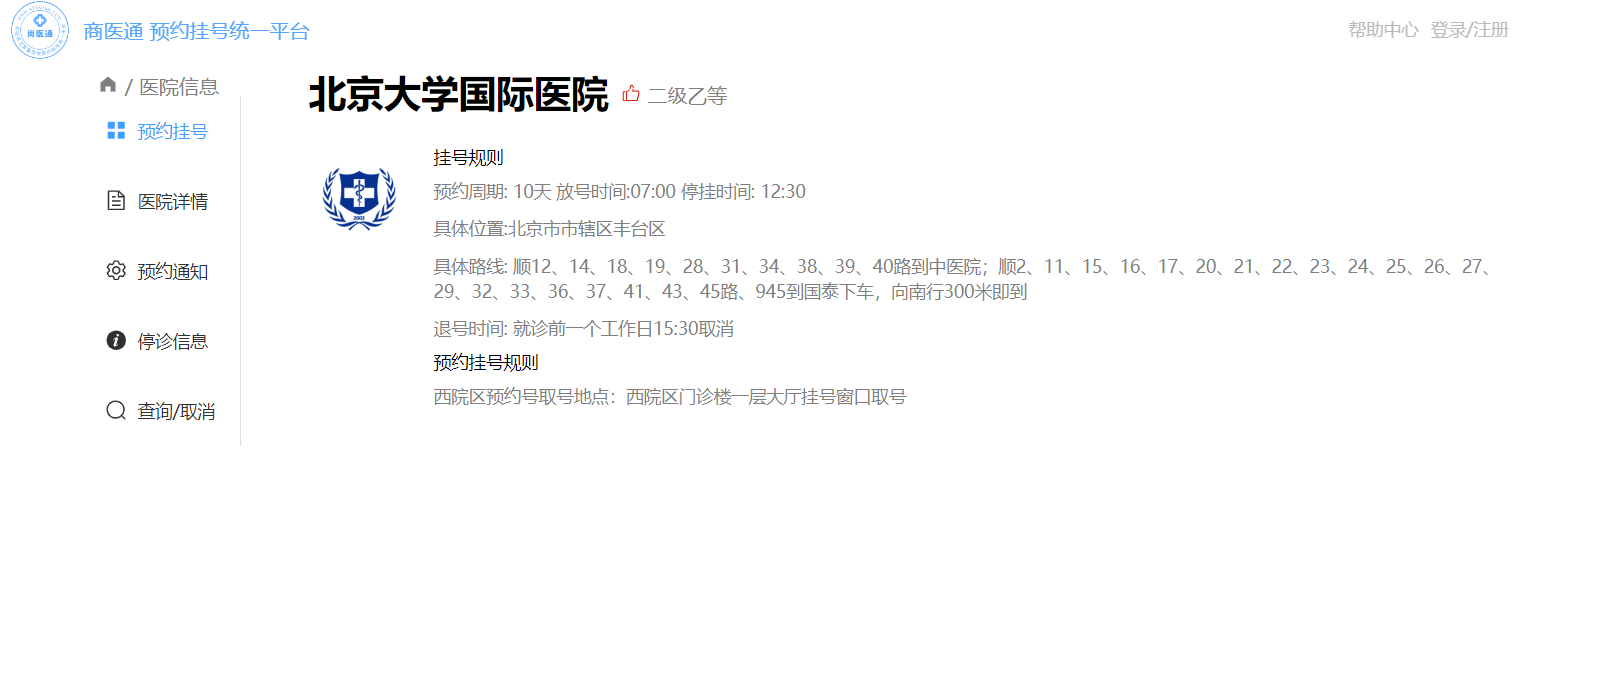 尚医通
商医通 预约挂号统一平台
帮助中心 登录/注册
/ 医院信息
预约挂号
医院详情
预约通知
停诊信息
查询/取消
北京大学国际医院 二级乙等
2003
挂号规则
预约周期: 10天 放号时间:07:00 停挂时间: 12:30
具体位置:北京市市辖区丰台区
具体路线: 顺12、14、18、19、28、31、34、38、39、40路到中医院；顺2、11、15、16、17、20、21、22、23、24、25、26、27、
29、32、33、36、37、41、43、45路、945到国泰下车，向南行300米即到
退号时间: 就诊前一个工作日15:30取消
预约挂号规则
西院区预约号取号地点：西院区门诊楼一层大厅挂号窗口取号